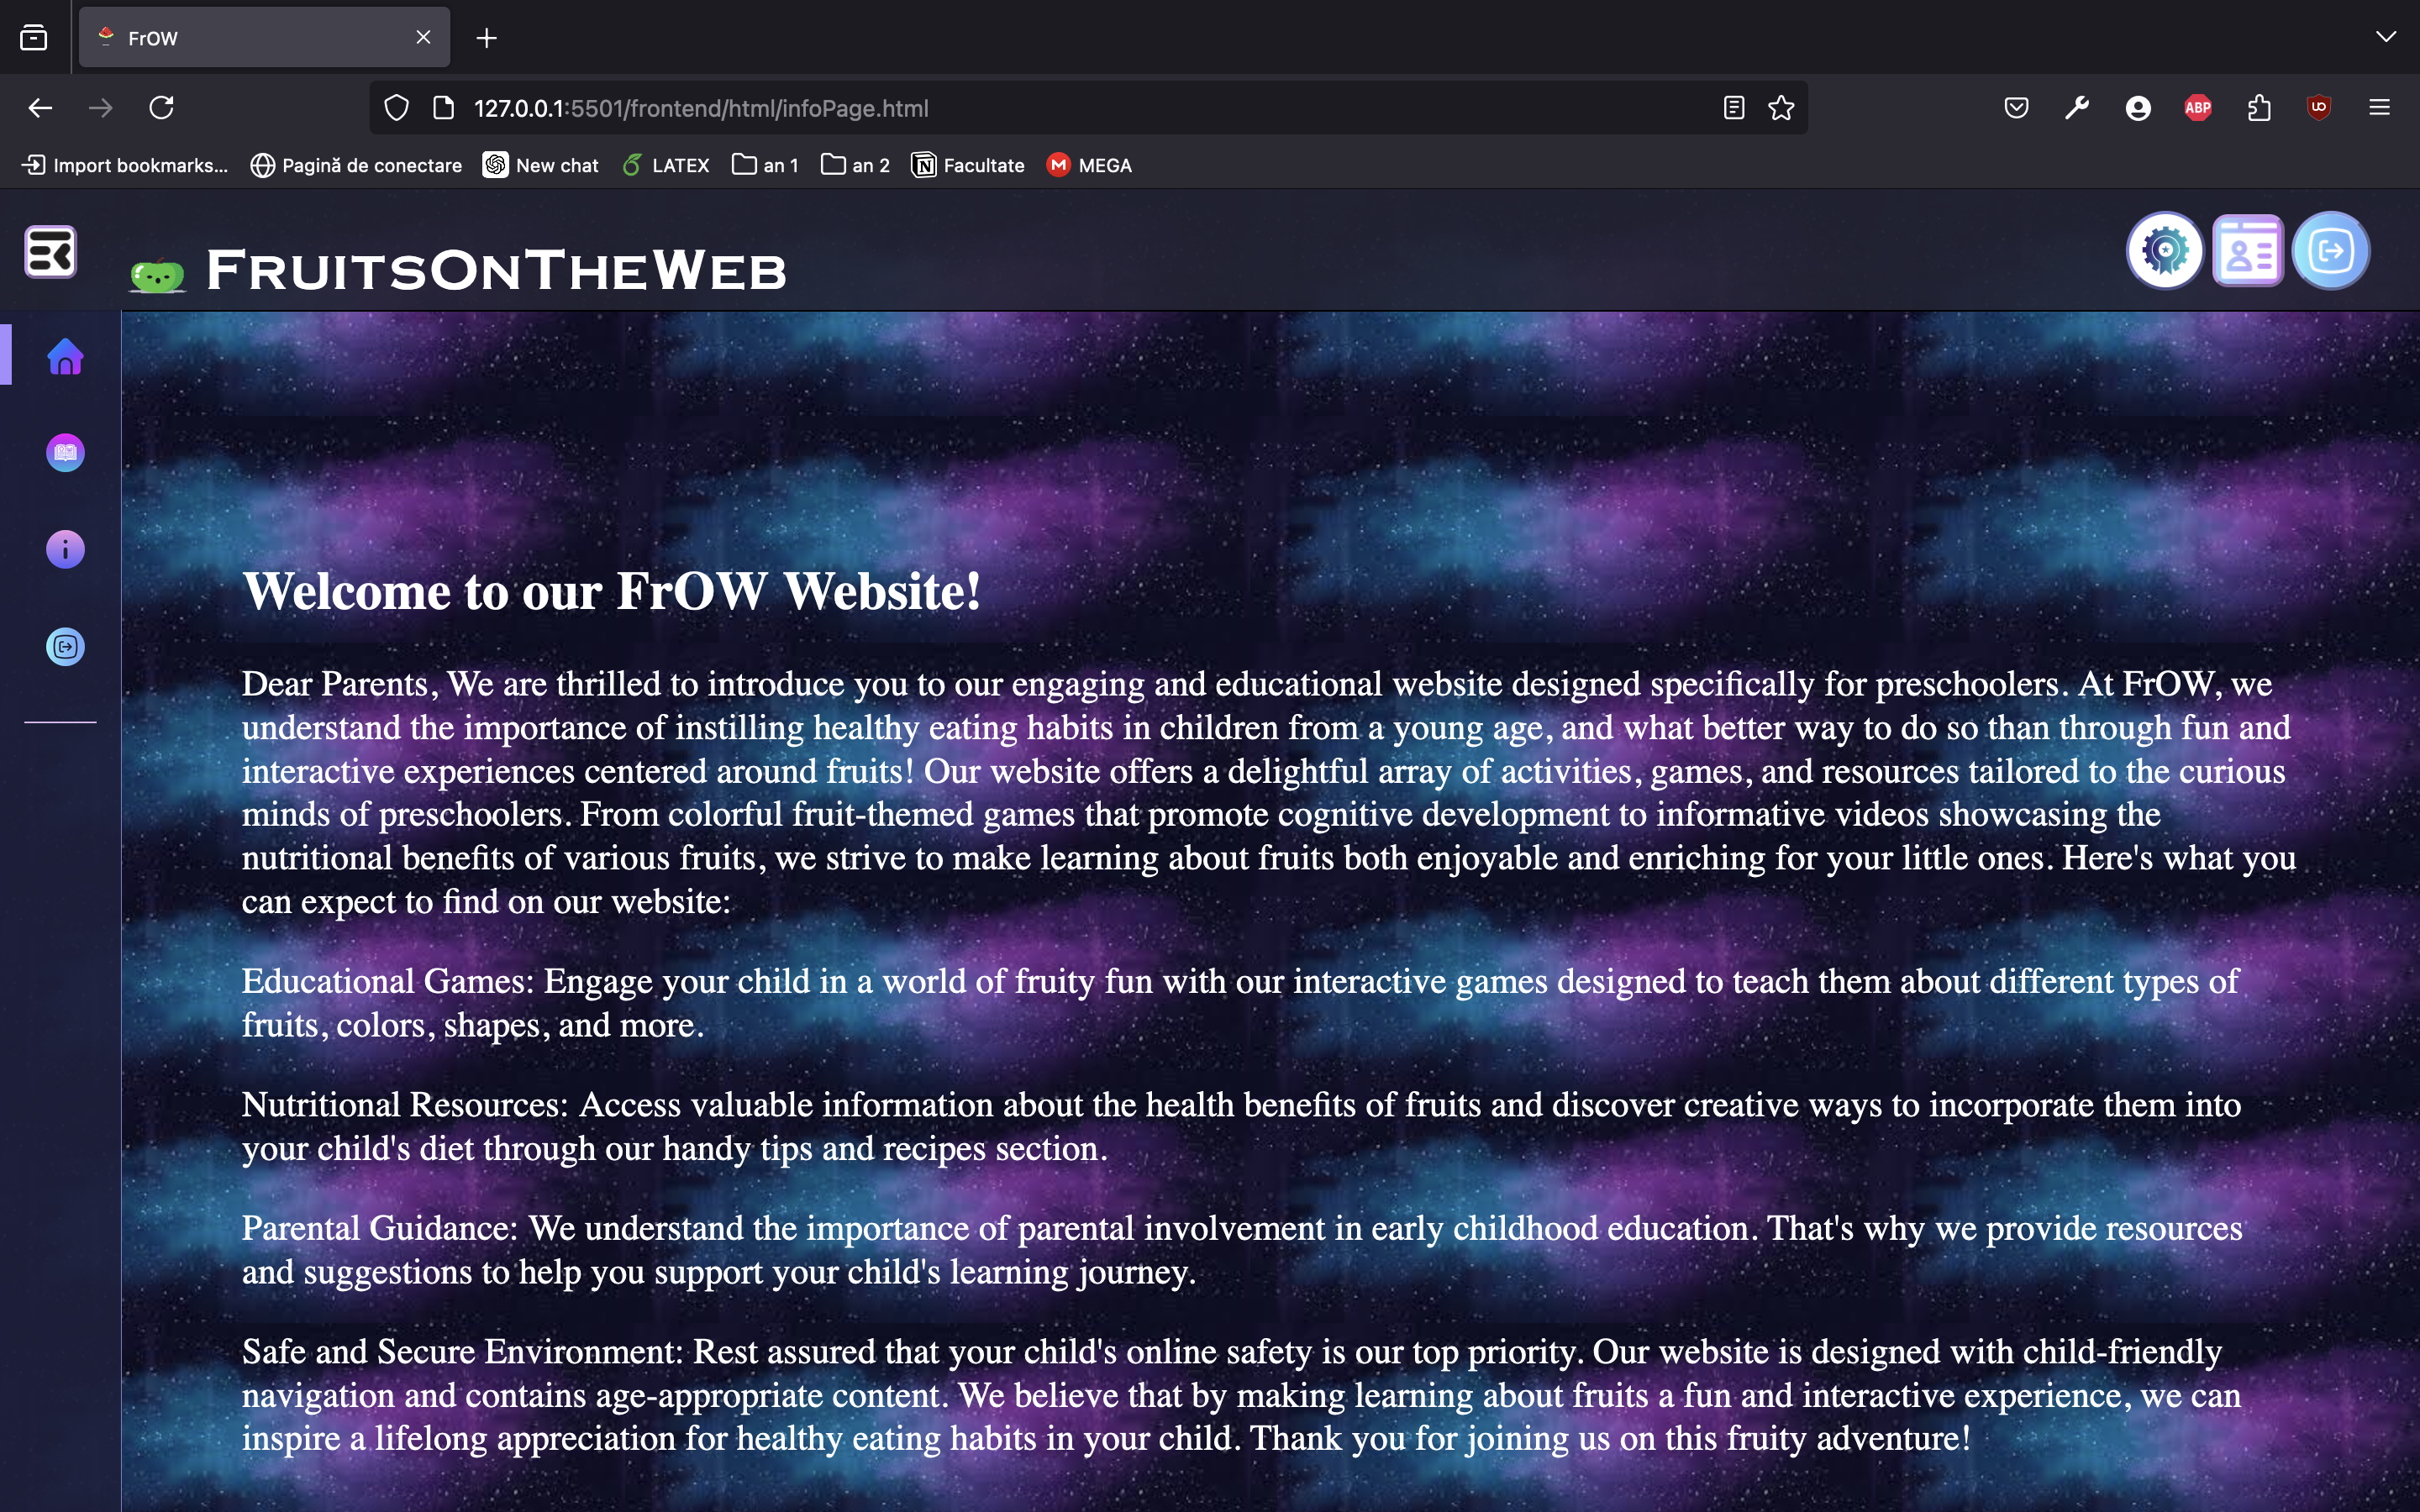 FrOW
127.0.0.1:5501/frontend/html/infoPage.html
ABP
Import bookmarks...
Pagină de conectare
New chat
LATEX
an 1
an 2
Facultate
MEGA
FRUITSONTHEWEB
Welcome to our FrOW Website!
Dear Parents, We are thrilled to introduce you to our engaging and educational website designed specifically for preschoolers. At FrOW, we
understand the importance of instilling healthy eating habits in children from a young age, and what better way to do so than through fun and
interactive experiences centered around fruits! Our website offers a delightful array of activities, games, and resources tailored to the curious
minds of preschoolers. From colorful fruit-themed games that promote cognitive development to informative videos showcasing the
nutritional benefits of various fruits, we strive to make learning about fruits both enjoyable and enriching for your little ones. Here's what you
can expect to find on our website:
Educational Games: Engage your child in a world of fruity fun with our interactive games designed to teach them about different types of
fruits, colors, shapes, and more.
Nutritional Resources: Access valuable information about the health benefits of fruits and discover creative ways to incorporate them into
your child's diet through our handy tips and recipes section.
Parental Guidance: We understand the importance of parental involvement in early childhood education. That's why we provide resources
and suggestions to help you support your child's learning journey.
Safe and Secure Environment: Rest assured that your child's online safety is our top priority. Our website is designed with child-friendly
navigation and contains age-appropriate content. We believe that by making learning about fruits a fun and interactive experience, we can
inspire a lifelong appreciation for healthy eating habits in your child. Thank you for joining us on this fruity adventure!